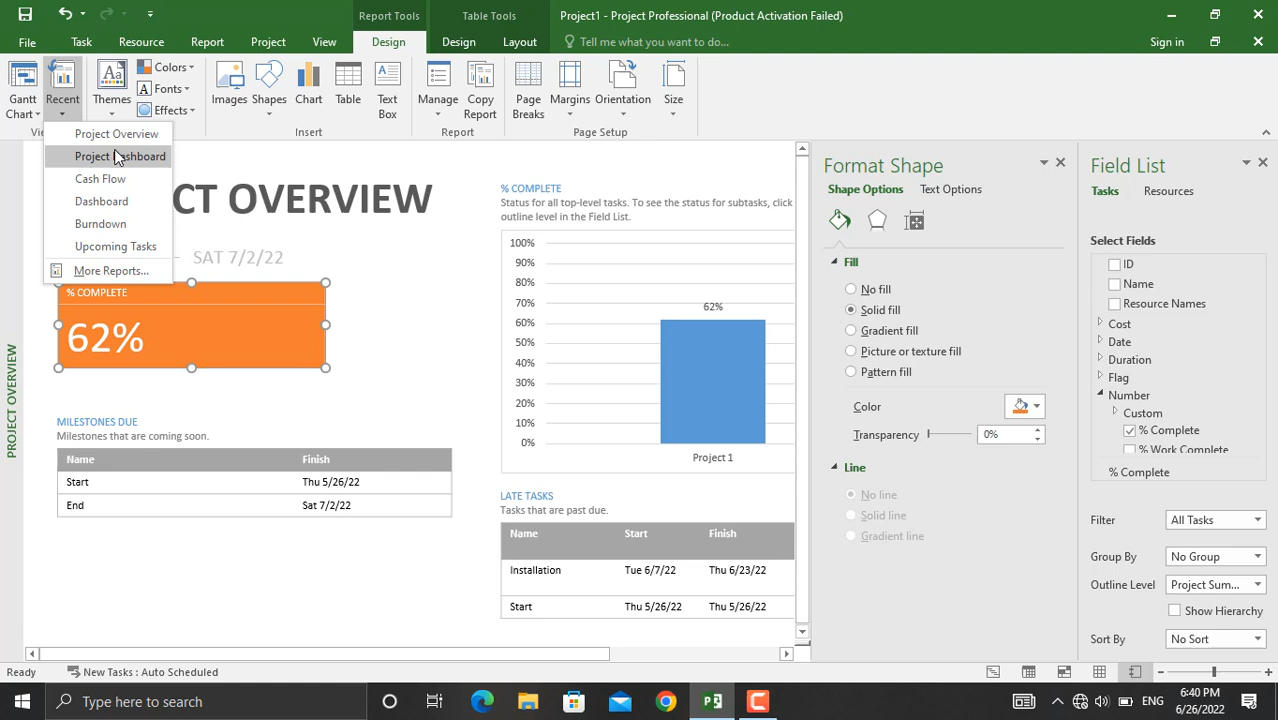 Report Tools
Table Tools
Project1 - Project Professional (Product Activation Failed)
File
Task
Resource
Report
Project
View
Design
Design
Layout
Tell me what you want to do...
Sign in
Gantt
Chart
Recent
Themes
Colors
Fonts
Effects
Images
Shapes
Chart
Table
Text
Box
Manage
Copy
Report
Page
Breaks
Margins
Orientation
Size
Insert
Report
Page Setup
Project Overview
Project Dashboard
Cash Flow
Dashboard
Burndown
Upcoming Tasks
More Reports...
CT OVERVIEW
– SAT 7/2/22
% COMPLETE
62%
MILESTONES DUE
Milestones that are coming soon.
Name Finish
Start Thu 5/26/22
End Sat 7/2/22
PROJECT OVERVIEW
% COMPLETE
Status for all top-level tasks. To see the status for subtasks, click
outline level in the Field List.
100%
90%
80%
70%
60%
50%
40%
30%
20%
10%
0%
62%
Project 1
LATE TASKS
Tasks that are past due.
Name Start Finish
Installation Tue 6/7/22 Thu 6/23/22
Start Thu 5/26/22 Thu 5/26/22
Format Shape
Shape Options Text Options
Fill
No fill
Solid fill
Gradient fill
Picture or texture fill
Pattern fill
Color
Transparency 0%
Line
No line
Solid line
Gradient line
Field List
Tasks Resources
Select Fields
ID
Name
Resource Names
Cost
Date
Duration
Flag
Number
Custom
% Complete
% Work Complete
% Complete
Filter All Tasks
Group By No Group
Outline Level Project Sum...
Show Hierarchy
Sort By No Sort
Ready
New Tasks : Auto Scheduled
Type here to search
ENG
6:40 PM
6/26/2022